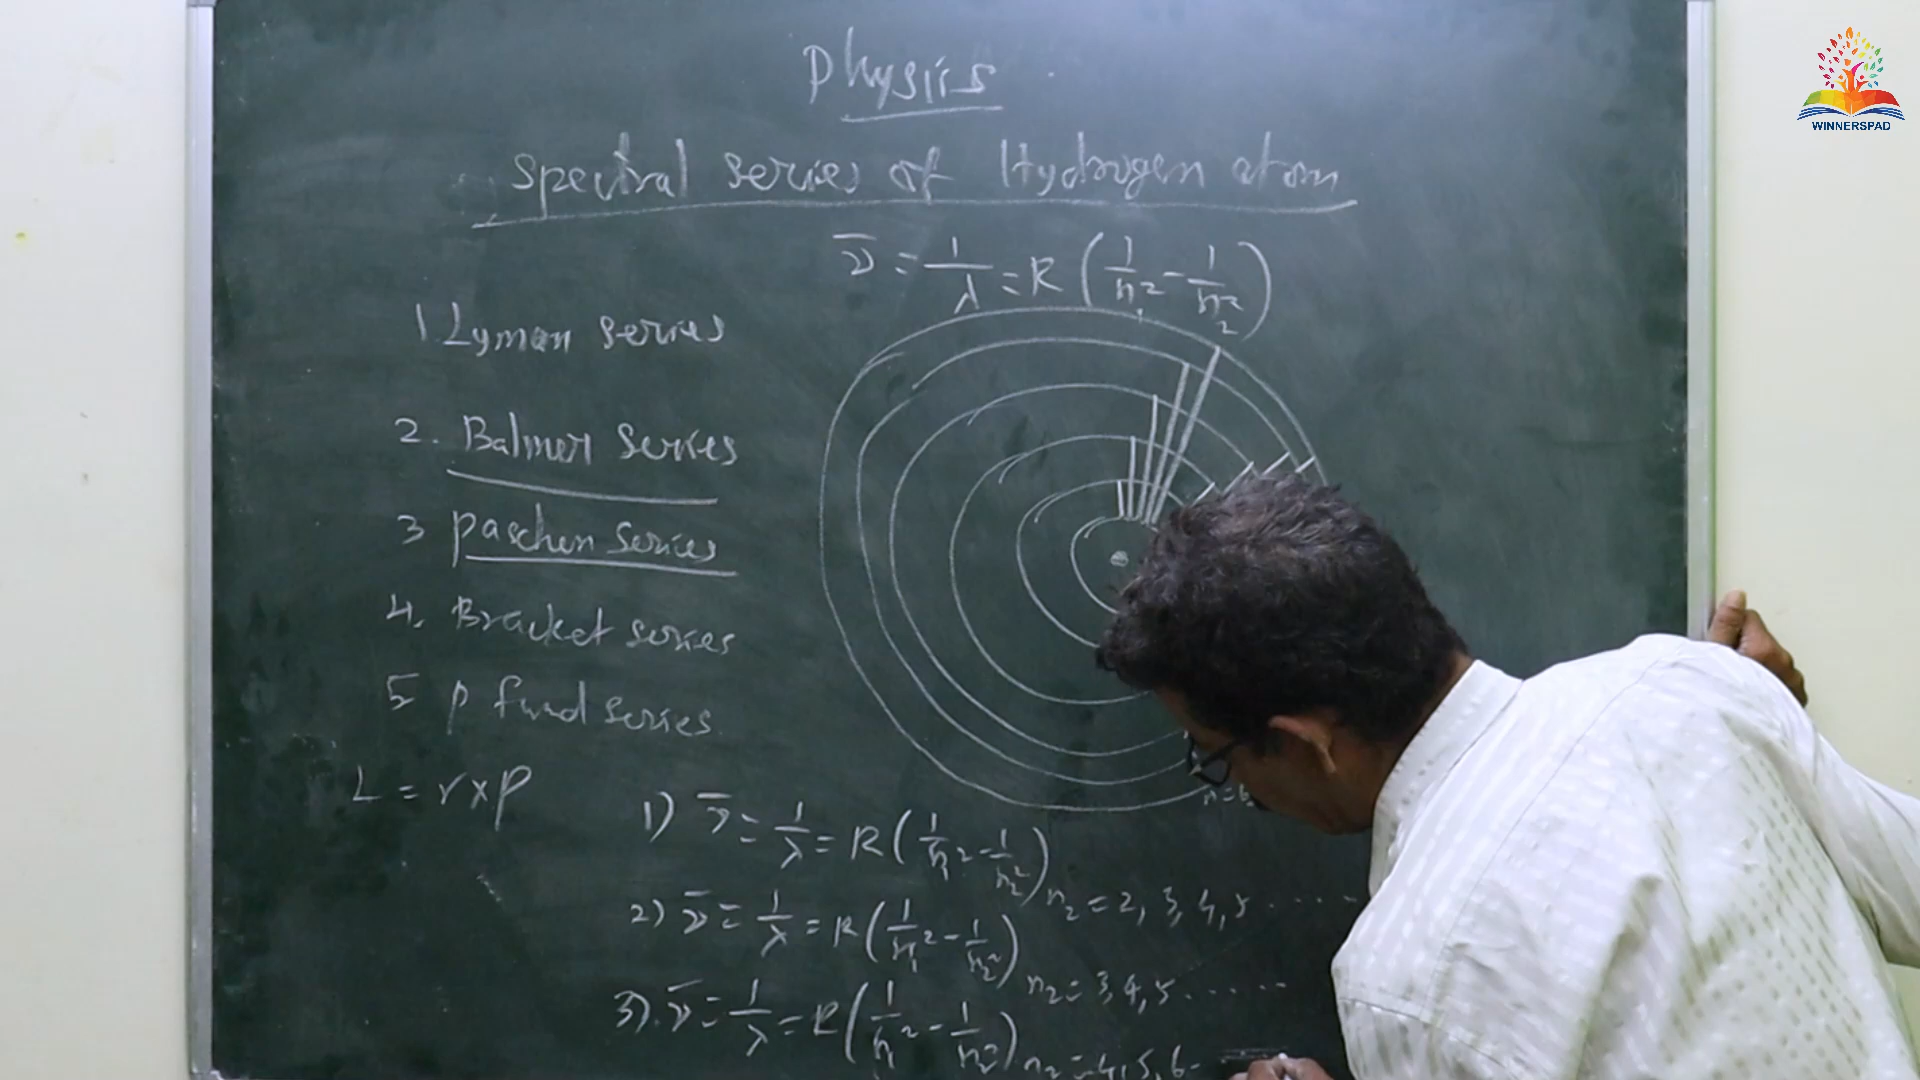 Physics
Spectral series of Hydrogen atom
ν̄ = 1/λ = R (1/n₁² - 1/n₂²)
1. Lyman series
2. Balmer series
3 paschen series
4. Bracket series
5 p fund series
L = r x p
n=6
1) ν̄ = 1/λ = R (1/n₁² - 1/n₂²) n₂ = 2, 3, 4, 5 ......
2) ν̄ = 1/λ = R (1/n₁² - 1/n₂²) n₂ = 3, 4, 5 ......
3). ν̄ = 1/λ = R (1/n₁² - 1/n₂²) n₂ = 4, 5, 6 -
WINNERSPAD